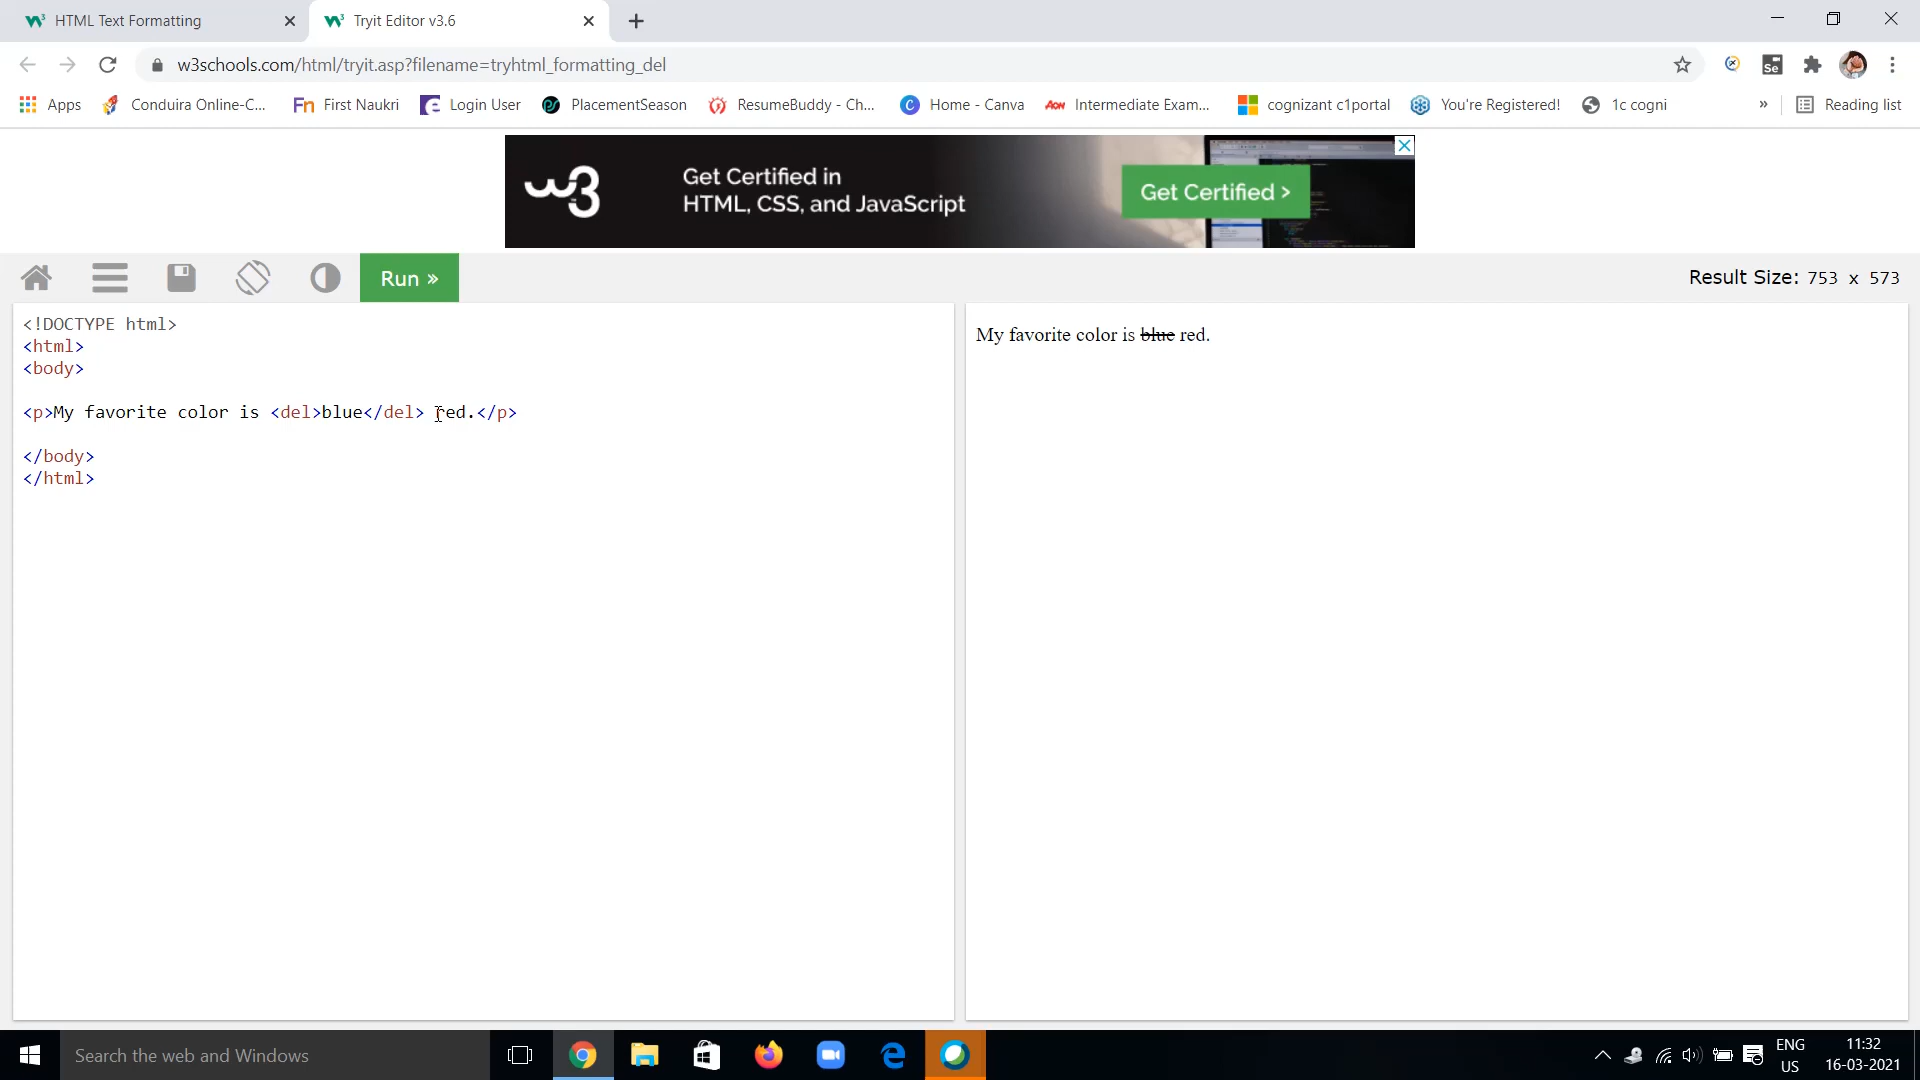 HTML Text Formatting
Tryit Editor v3.6
w3schools.com/html/tryit.asp?filename=tryhtml_formatting_del
Se
Apps
Conduira Online-C...
Fn First Naukri
Login User
PlacementSeason
ResumeBuddy - Ch...
C Home - Canva
Aon Intermediate Exam...
cognizant c1portal
You're Registered!
1c cogni
»
Reading list
W3
Get Certified in
HTML, CSS, and JavaScript
Get Certified >
Run »
Result Size: 753 x 573
<!DOCTYPE html>
<html>
<body>
<p>My favorite color is <del>blue</del> red.</p>
</body>
</html>
My favorite color is blue red.
Search the web and Windows
ENG
US
11:32
16-03-2021